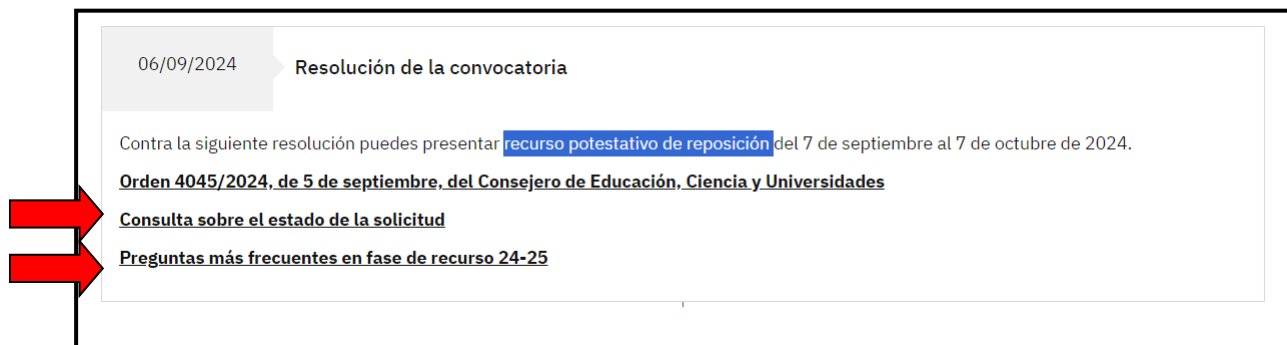 06/09/2024
Resolución de la convocatoria
Contra la siguiente resolución puedes presentar recurso potestativo de reposición del 7 de septiembre al 7 de octubre de 2024.
Orden 4045/2024, de 5 de septiembre, del Consejero de Educación, Ciencia y Universidades
Consulta sobre el estado de la solicitud
Preguntas más frecuentes en fase de recurso 24-25